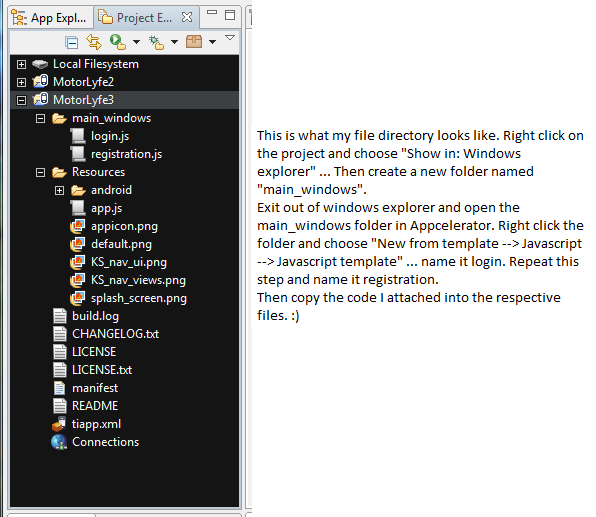 App Expl...
Project E...
Local Filesystem
MotorLyfe2
MotorLyfe3
main_windows
login.js
registration.js
Resources
android
app.js
appicon.png
default.png
KS_nav_ui.png
KS_nav_views.png
splash_screen.png
build.log
CHANGELOG.txt
LICENSE
LICENSE.txt
manifest
README
tiapp.xml
Connections
This is what my file directory looks like. Right click on
the project and choose "Show in: Windows
explorer" ... Then create a new folder named
"main_windows".
Exit out of windows explorer and open the
main_windows folder in Appcelerator. Right click the
folder and choose "New from template --> Javascript
--> Javascript template" ... name it login. Repeat this
step and name it registration.
Then copy the code I attached into the respective
files. :)